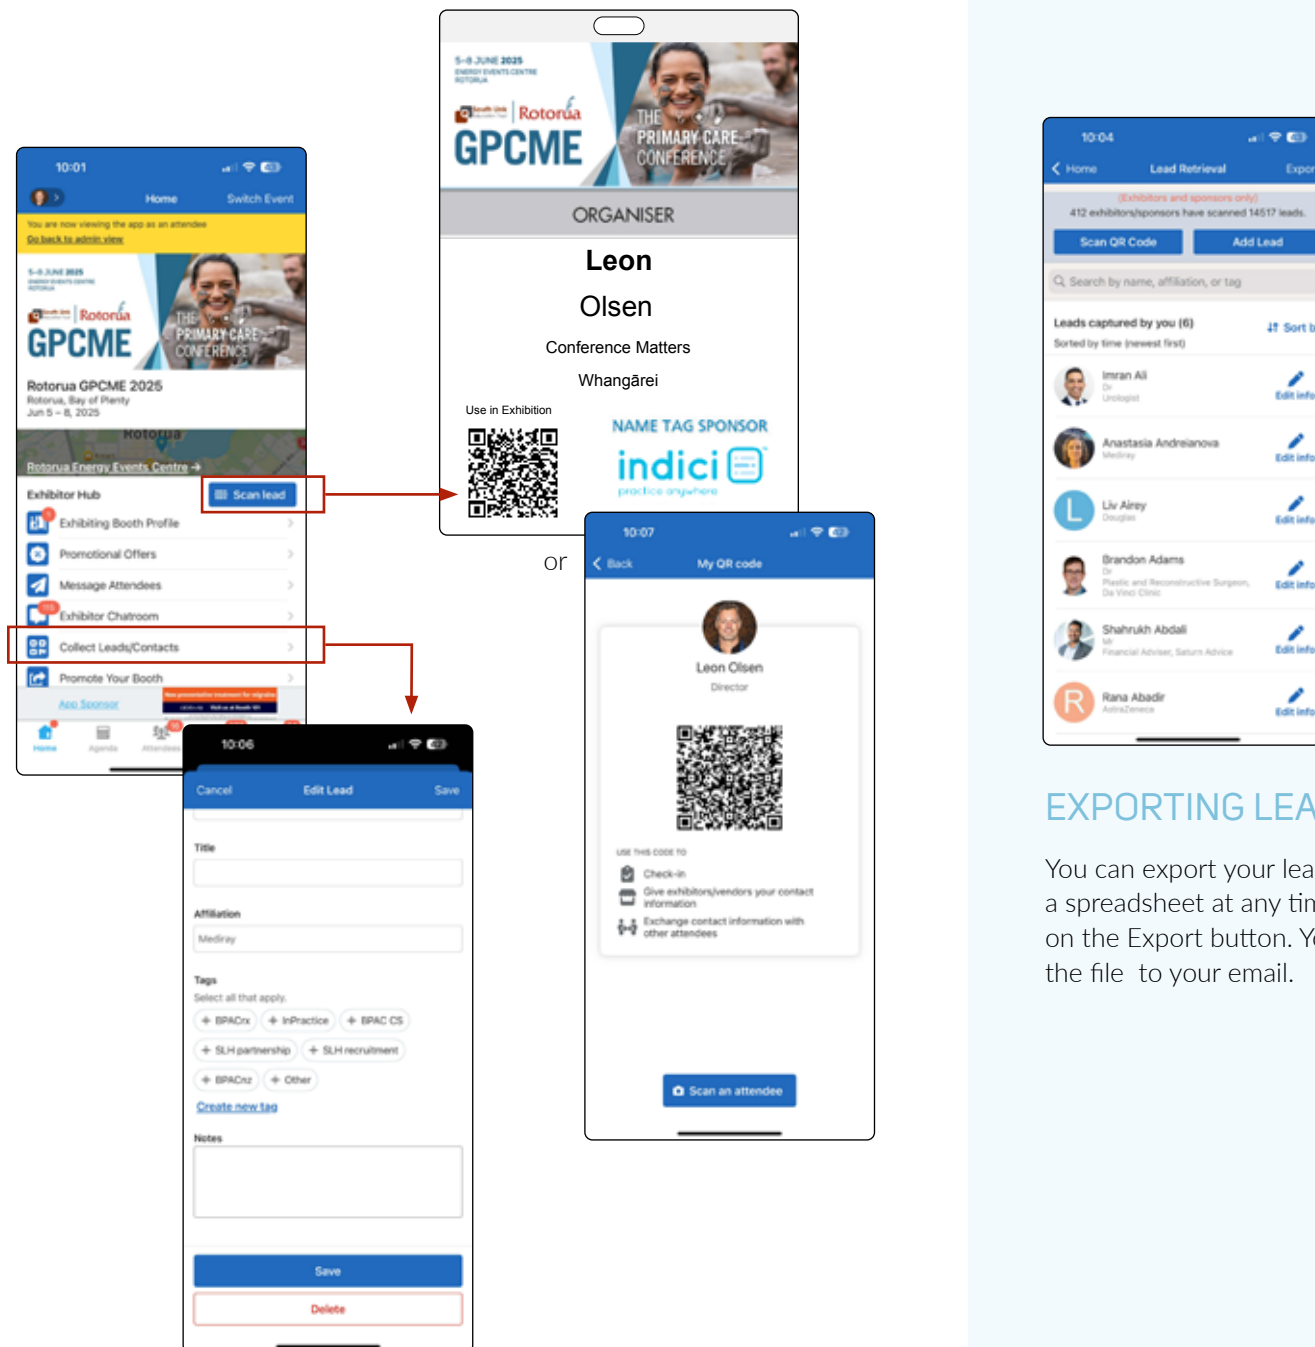 10:01
Home
Switch Event
You are now viewing the app as an attendee
Go back to admin view
5–8 JUNE 2025
ENERGY EVENTS CENTRE
ROTORUA
South Link
Rotorua
GPCME
THE
PRIMARY CARE
CONFERENCE
Rotorua GPCME 2025
Rotorua, Bay of Plenty
Jun 5 – 8, 2025
Rotorua
Rotorua Energy Events Centre →
Exhibitor Hub
Scan lead
Exhibiting Booth Profile
Promotional Offers
Message Attendees
Exhibitor Chatroom
Collect Leads/Contacts
Promote Your Booth
App Sponsor
Home
Agenda
Attendees
5–8 JUNE 2025
ENERGY EVENTS CENTRE
ROTORUA
South Link
Rotorua
GPCME
THE
PRIMARY CARE
CONFERENCE
ORGANISER
Leon
Olsen
Conference Matters
Whangārei
Use in Exhibition
NAME TAG SPONSOR
indici
practice anywhere
or
10:07
Back
My QR code
Leon Olsen
Director
USE THIS CODE TO
Check-in
Give exhibitors/vendors your contact
information
Exchange contact information with
other attendees
Scan an attendee
10:06
Cancel
Edit Lead
Save
Title
Affiliation
Mediray
Tags
Select all that apply.
+ BPACrx + InPractice + BPAC CS
+ SLH partnership + SLH recruitment
+ BPACnz + Other
Create new tag
Notes
Save
Delete
10:04
Home
Lead Retrieval
Expor
(Exhibitors and sponsors only)
412 exhibitors/sponsors have scanned 14517 leads.
Scan QR Code
Add Lead
Search by name, affiliation, or tag
Leads captured by you (6)
Sort b
Sorted by time (newest first)
Imran Ali
Dr
Urologist
Edit info
Anastasia Andreianova
Mediray
Edit info
Liv Airey
Douglas
Edit info
Brandon Adams
Dr
Plastic and Reconstructive Surgeon,
Da Vinci Clinic
Edit info
Shahrukh Abdali
Mr
Financial Adviser, Saturn Advice
Edit info
Rana Abadir
AstraZeneca
Edit info
EXPORTING LEA
You can export your lea
a spreadsheet at any tim
on the Export button. Yo
the file to your email.